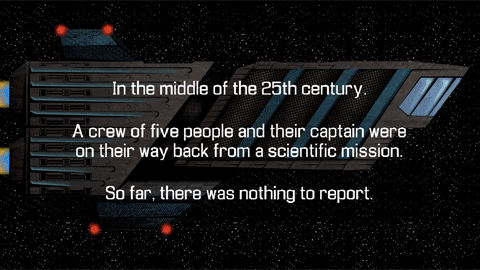 In the middle of the 25th century.
A crew of five people and their captain were
on their way back from a scientific mission.
So far, there was nothing to report.